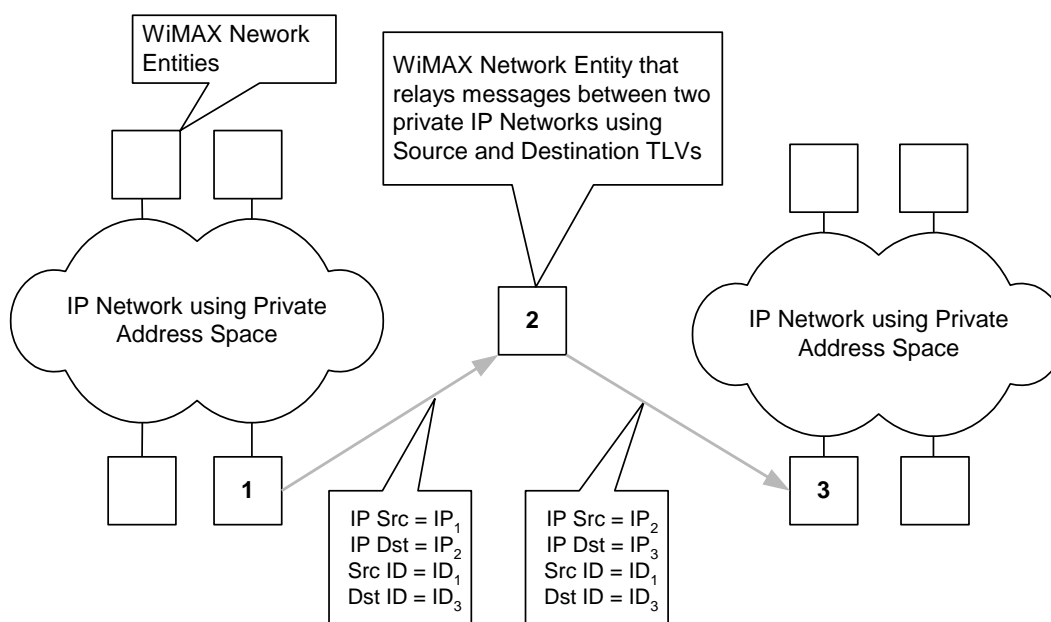 WiMAX Nework
Entities
WiMAX Network Entity that
relays messages between two
private IP Networks using
Source and Destination TLVs
IP Network using Private
Address Space
2
IP Network using Private
Address Space
1
3
IP Src = IP₁
IP Dst = IP₂
Src ID = ID₁
Dst ID = ID₃
IP Src = IP₂
IP Dst = IP₃
Src ID = ID₁
Dst ID = ID₃